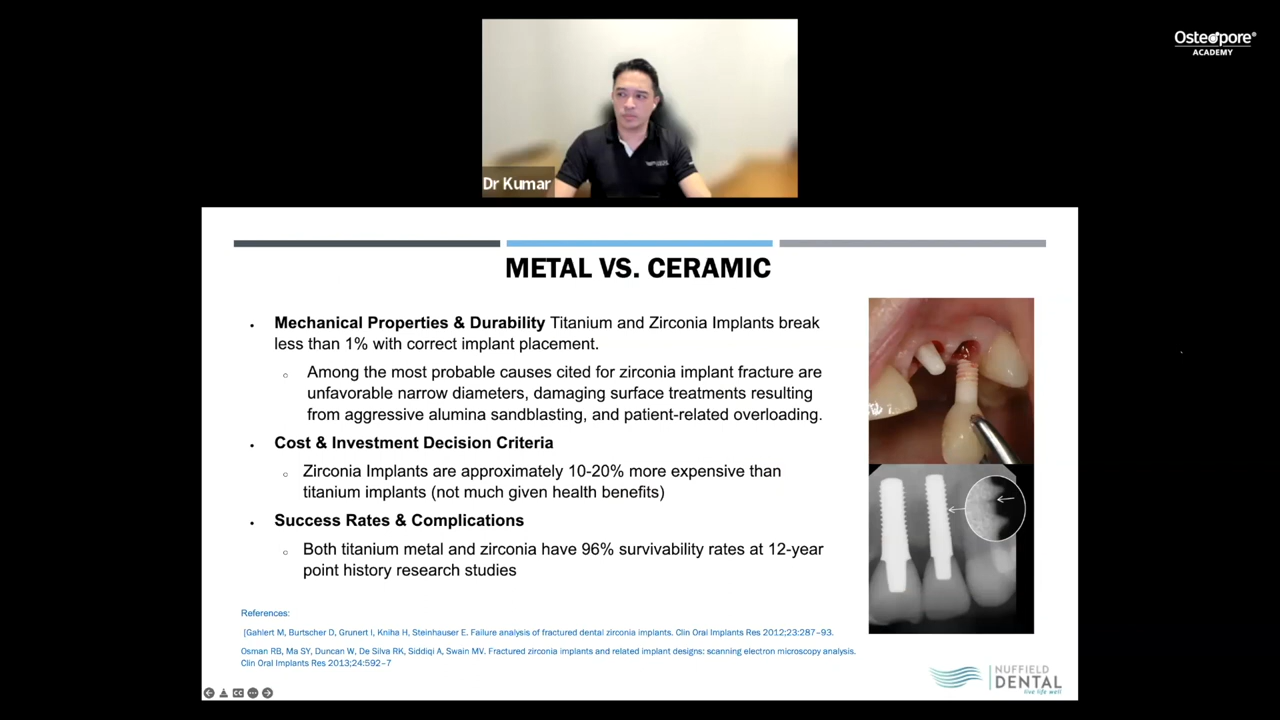 Osteopore®
ACADEMY
Dr Kumar
METAL VS. CERAMIC
• Mechanical Properties & Durability Titanium and Zirconia Implants break
less than 1% with correct implant placement.
○ Among the most probable causes cited for zirconia implant fracture are
unfavorable narrow diameters, damaging surface treatments resulting
from aggressive alumina sandblasting, and patient-related overloading.
• Cost & Investment Decision Criteria
○ Zirconia Implants are approximately 10-20% more expensive than
titanium implants (not much given health benefits)
• Success Rates & Complications
○ Both titanium metal and zirconia have 96% survivability rates at 12-year
point history research studies
References:
[Gahlert M, Burtscher D, Grunert I, Kniha H, Steinhauser E. Failure analysis of fractured dental zirconia implants. Clin Oral Implants Res 2012;23:287–93.
Osman RB, Ma SY, Duncan W, De Silva RK, Siddiqi A, Swain MV. Fractured zirconia implants and related implant designs: scanning electron microscopy analysis.
Clin Oral Implants Res 2013;24:592–7
NUFFIELD
DENTAL
live life well